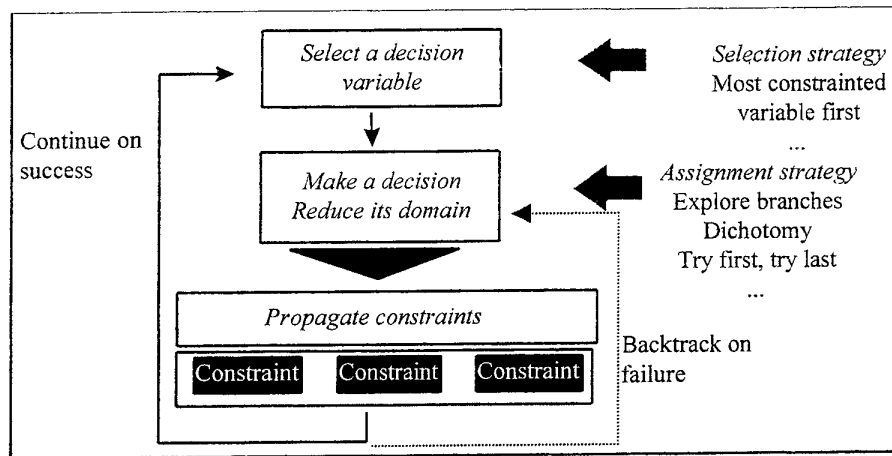 Select a decision
variable
Selection strategy
Most constrainted
variable first
...
Continue on
success
Make a decision
Reduce its domain
Assignment strategy
Explore branches
Dichotomy
Try first, try last
...
Propagate constraints
Constraint Constraint Constraint
Backtrack on
failure